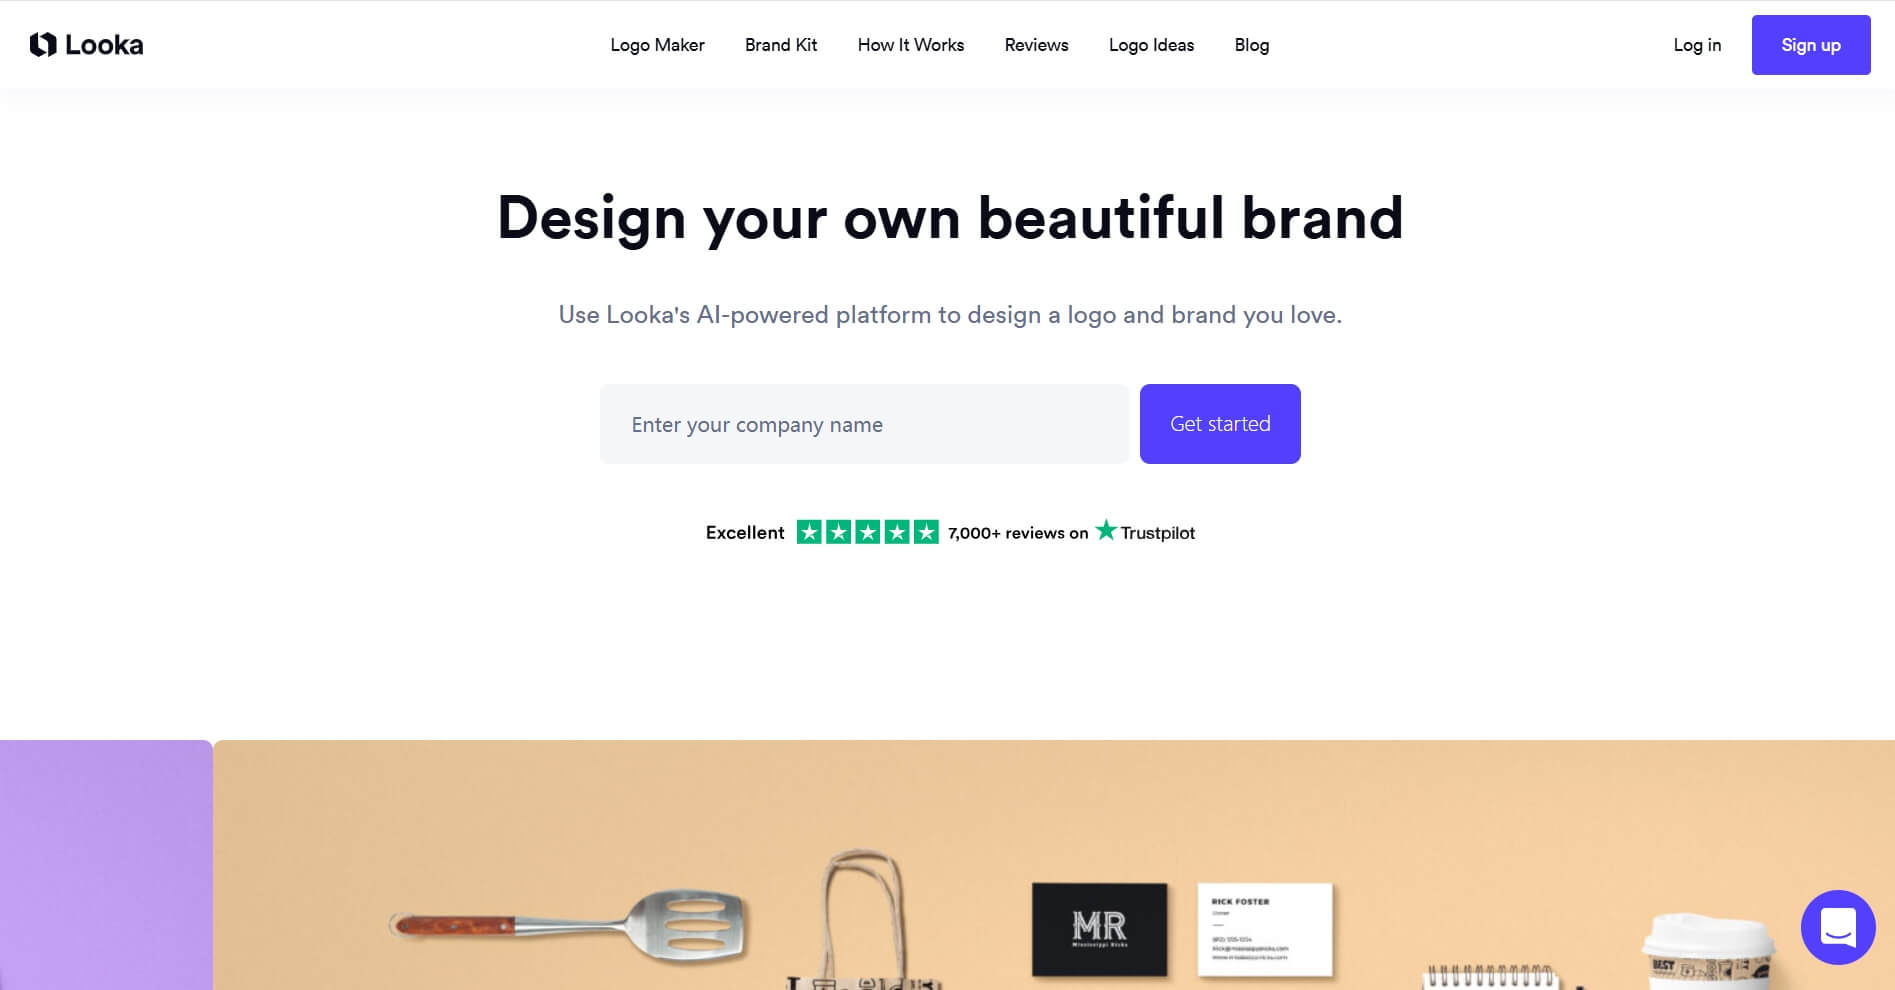 Looka
Logo Maker
Brand Kit
How It Works
Reviews
Logo Ideas
Blog
Log in
Sign up
Design your own beautiful brand
Use Looka's AI-powered platform to design a logo and brand you love.
Enter your company name
Get started
Excellent
7,000+ reviews on
Trustpilot
MR
Mississippi Ricks
RICK FOSTER
Owner
BEST